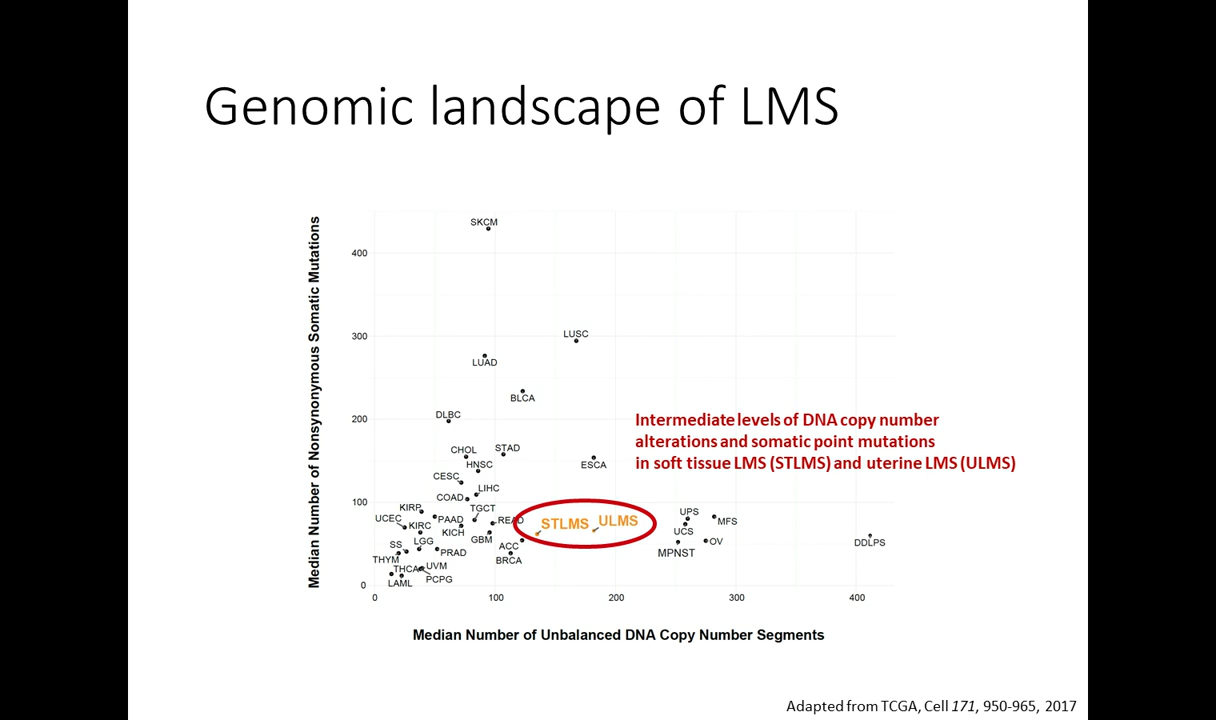 Genomic landscape of LMS
Median Number of Nonsynonymous Somatic Mutations
SKCM
400
LUSC
300
LUAD
BLCA
DLBC
200
Intermediate levels of DNA copy number
alterations and somatic point mutations
in soft tissue LMS (STLMS) and uterine LMS (ULMS)
CHOL
STAD
HNSC
ESCA
CESC
LIHC
COAD
100
KIRP
TGCT
UPS
UCEC
PAAD
READ
STLMS
ULMS
MFS
KIRC
KICH
UCS
GBM
SS
LGG
ACC
OV
DDLPS
THYM
PRAD
BRCA
MPNST
THCA
UVM
LAML
PCPG
0
0 100 200 300 400
Median Number of Unbalanced DNA Copy Number Segments
Adapted from TCGA, Cell 171, 950-965, 2017